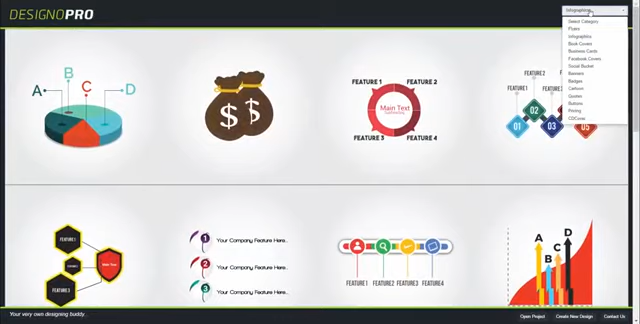 DESIGNOPRO
Infographics
Select Category
Flyers
Infographics
Book Covers
Business Cards
Facebook Covers
Social Bucket
Banners
Badges
Cartoon
Quotes
Buttons
Pricing
CD/Cover
A
B
C
D
$
$
FEATURE 1
FEATURE 2
Main Text
FEATURE 3
FEATURE 4
FEATURE2
FEATURE1
01
02
03
05
FEATURE1
Main Text
FEATURE3
1 Your Company Feature Here..
2 Your Company Feature Here..
3 Your Company Feature Here..
FEATURE1 FEATURE2 FEATURE3 FEATURE4
A
B
C
D
Your very own designing buddy..
Open Project Create New Design Contact Us